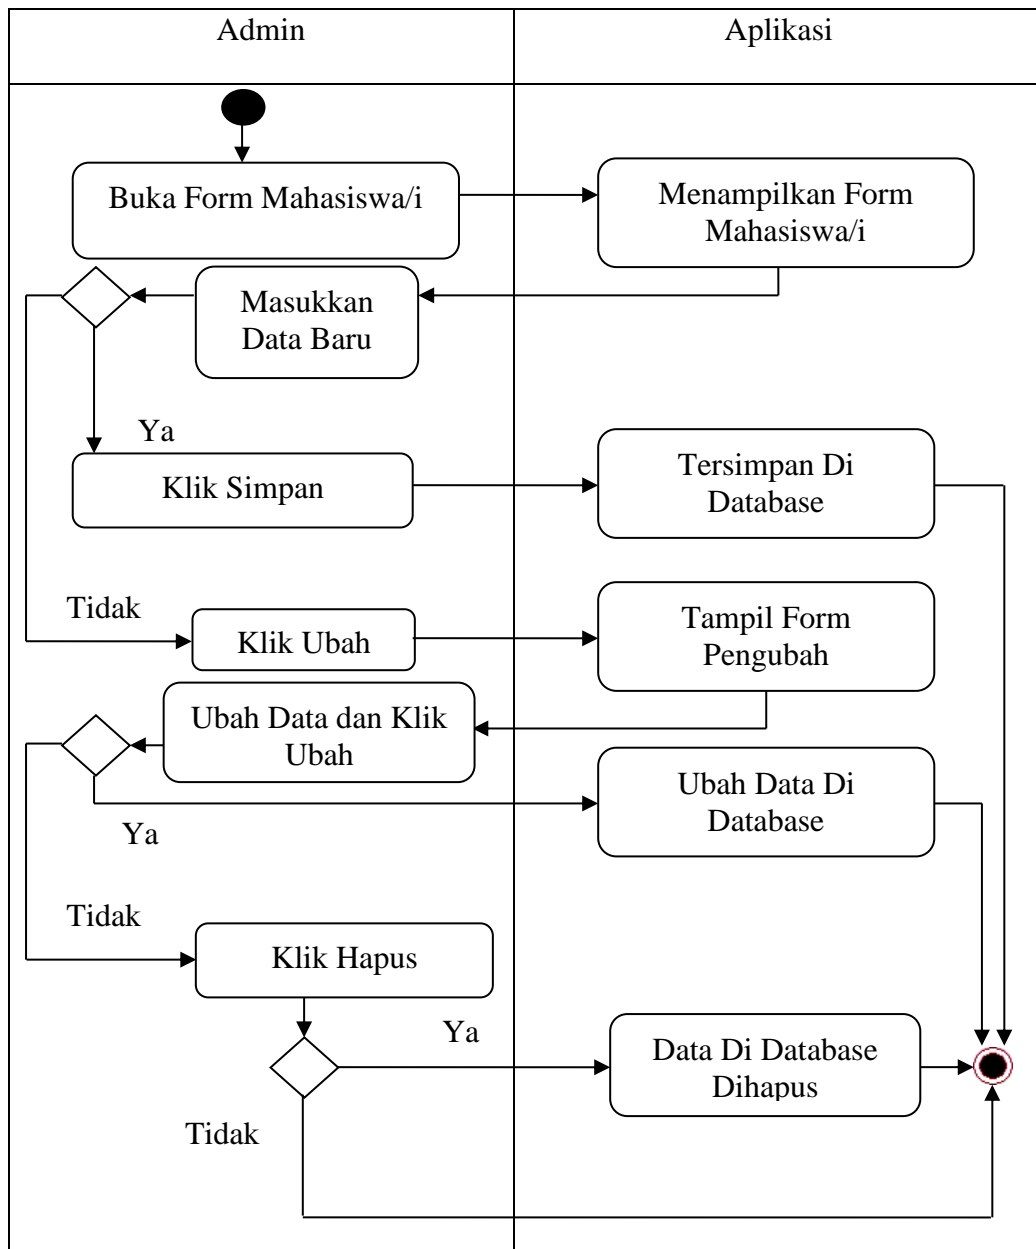 Admin
Aplikasi
Buka Form Mahasiswa/i
Menampilkan Form
Mahasiswa/i
Masukkan
Data Baru
Ya
Klik Simpan
Tersimpan Di
Database
Tidak
Klik Ubah
Tampil Form
Pengubah
Ubah Data dan Klik
Ubah
Ubah Data Di
Database
Ya
Tidak
Klik Hapus
Ya
Data Di Database
Dihapus
Tidak